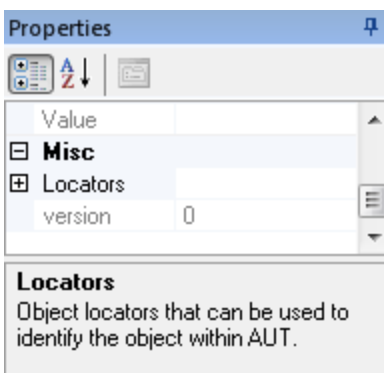 Properties
A
Z
Value
Misc
Locators
version 0
Locators
Object locators that can be used to
identify the object within AUT.